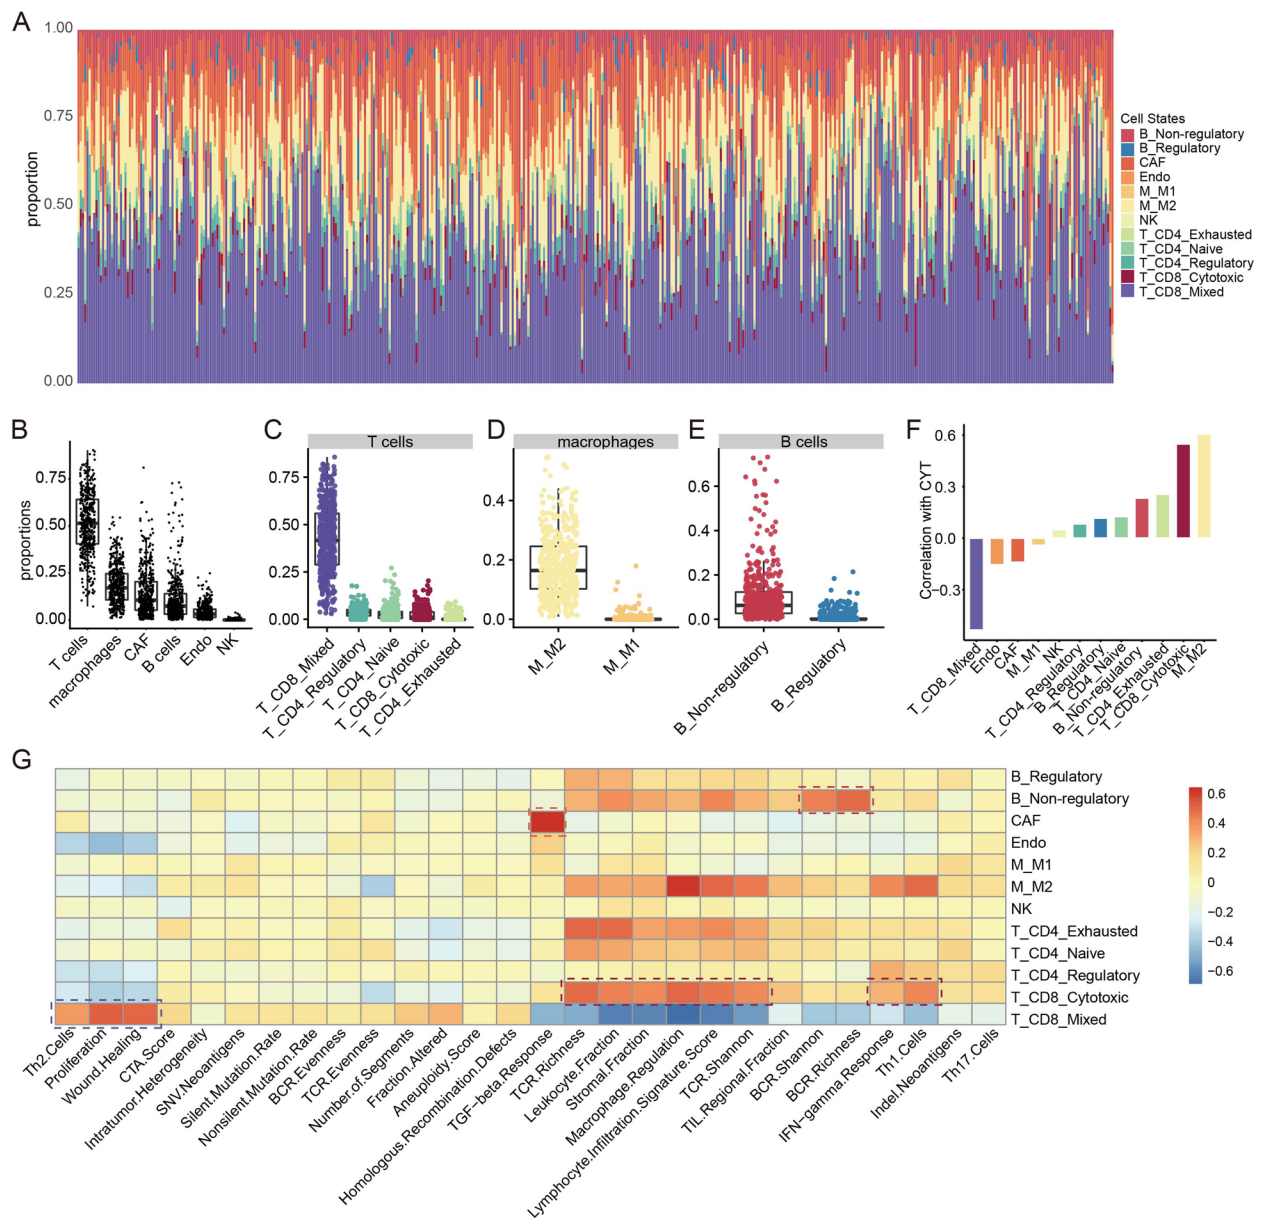 A
1.00
0.75
0.50
0.25
0.00
proportion
Cell States
B_Non-regulatory
B_Regulatory
CAF
Endo
M_M1
M_M2
NK
T_CD4_Exhausted
T_CD4_Naive
T_CD4_Regulatory
T_CD8_Cytotoxic
T_CD8_Mixed
B
proportions
0.75
0.50
0.25
0.00
T cells
macrophages
CAF
B cells
Endo
NK
C
T cells
0.75
0.50
0.25
0.00
T_CD8_Mixed
T_CD4_Regulatory
T_CD4_Naive
T_CD8_Cytotoxic
T_CD4_Exhausted
D
macrophages
0.4
0.2
0.0
M_M2
M_M1
E
B cells
0.6
0.4
0.2
0.0
B_Non-regulatory
B_Regulatory
F
Correlation with CYT
0.6
0.3
0.0
−0.3
T_CD8_Mixed
Endo
CAF
M_M1
NK
T_CD4_Regulatory
B_Regulatory
T_CD4_Naive
B_Non-regulatory
T_CD4_Exhausted
T_CD8_Cytotoxic
M_M2
G
B_Regulatory
B_Non-regulatory
CAF
Endo
M_M1
M_M2
NK
T_CD4_Exhausted
T_CD4_Naive
T_CD4_Regulatory
T_CD8_Cytotoxic
T_CD8_Mixed
0.6
0.4
0.2
0
−0.2
−0.4
−0.6
Th2.Cells
Proliferation
Wound.Healing
CTA.Score
Intratumor.Heterogeneity
SNV.Neoantigens
Silent.Mutation.Rate
Nonsilent.Mutation.Rate
BCR.Evenness
TCR.Evenness
Number.of.Segments
Fraction.Altered
Aneuploidy.Score
Homologous.Recombination.Defects
TGF−beta.Response
TCR.Richness
Leukocyte.Fraction
Stromal.Fraction
Macrophage.Regulation
Lymphocyte.Infiltration.Signature.Score
TCR.Shannon
TIL.Regional.Fraction
BCR.Shannon
BCR.Richness
IFN−gamma.Response
Th1.Cells
Indel.Neoantigens
Th17.Cells